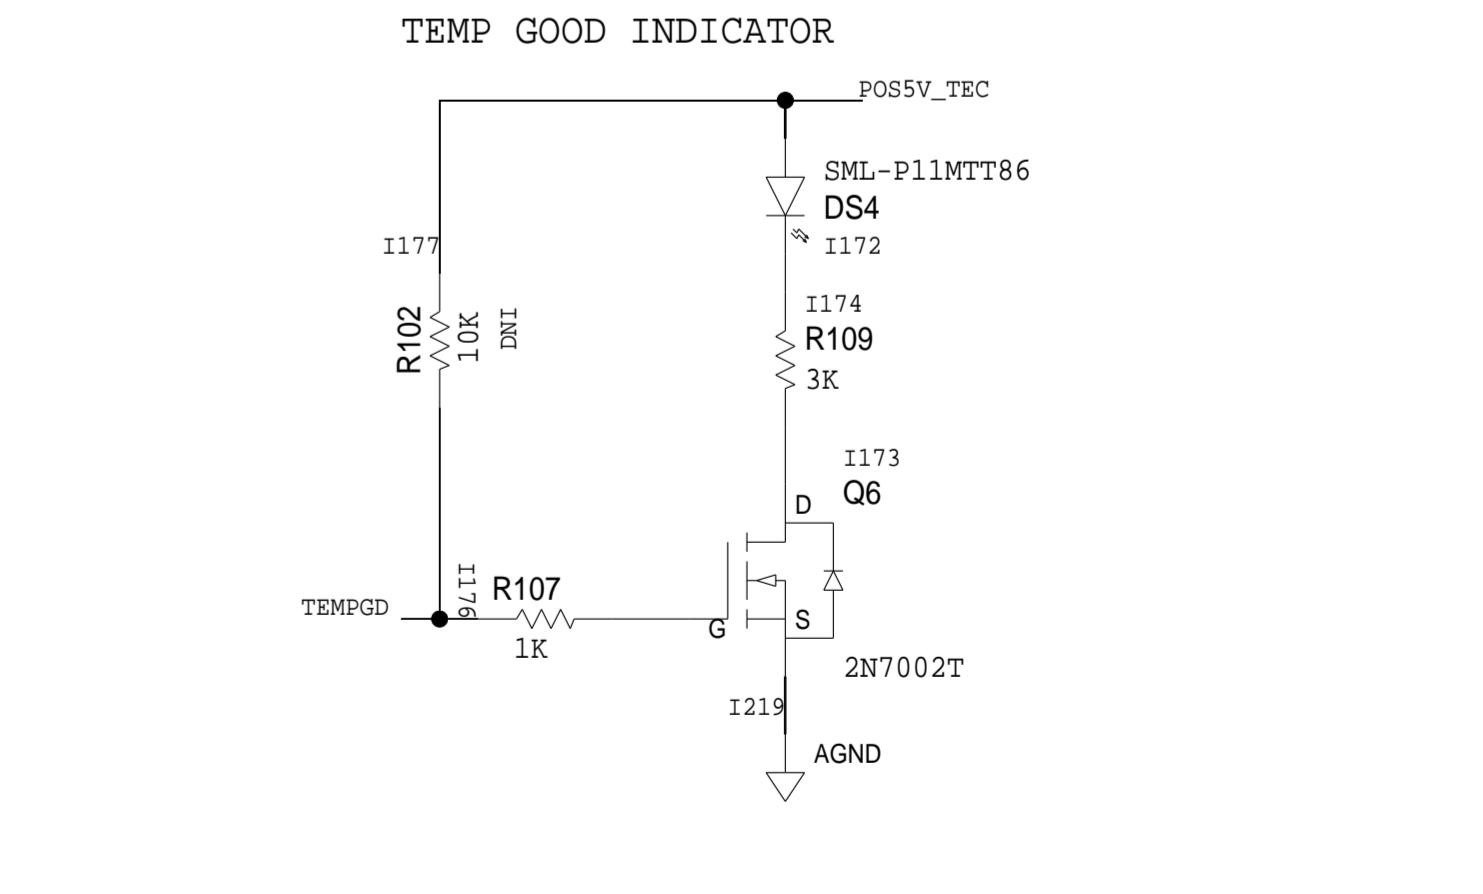 TEMP GOOD INDICATOR
POS5V_TEC
SML-P11MTT86
DS4
I172
I177
R102
10K
DNI
I174
R109
3K
I173
Q6
D
TEMPGD
I176
R107
1K
G
S
2N7002T
I219
AGND